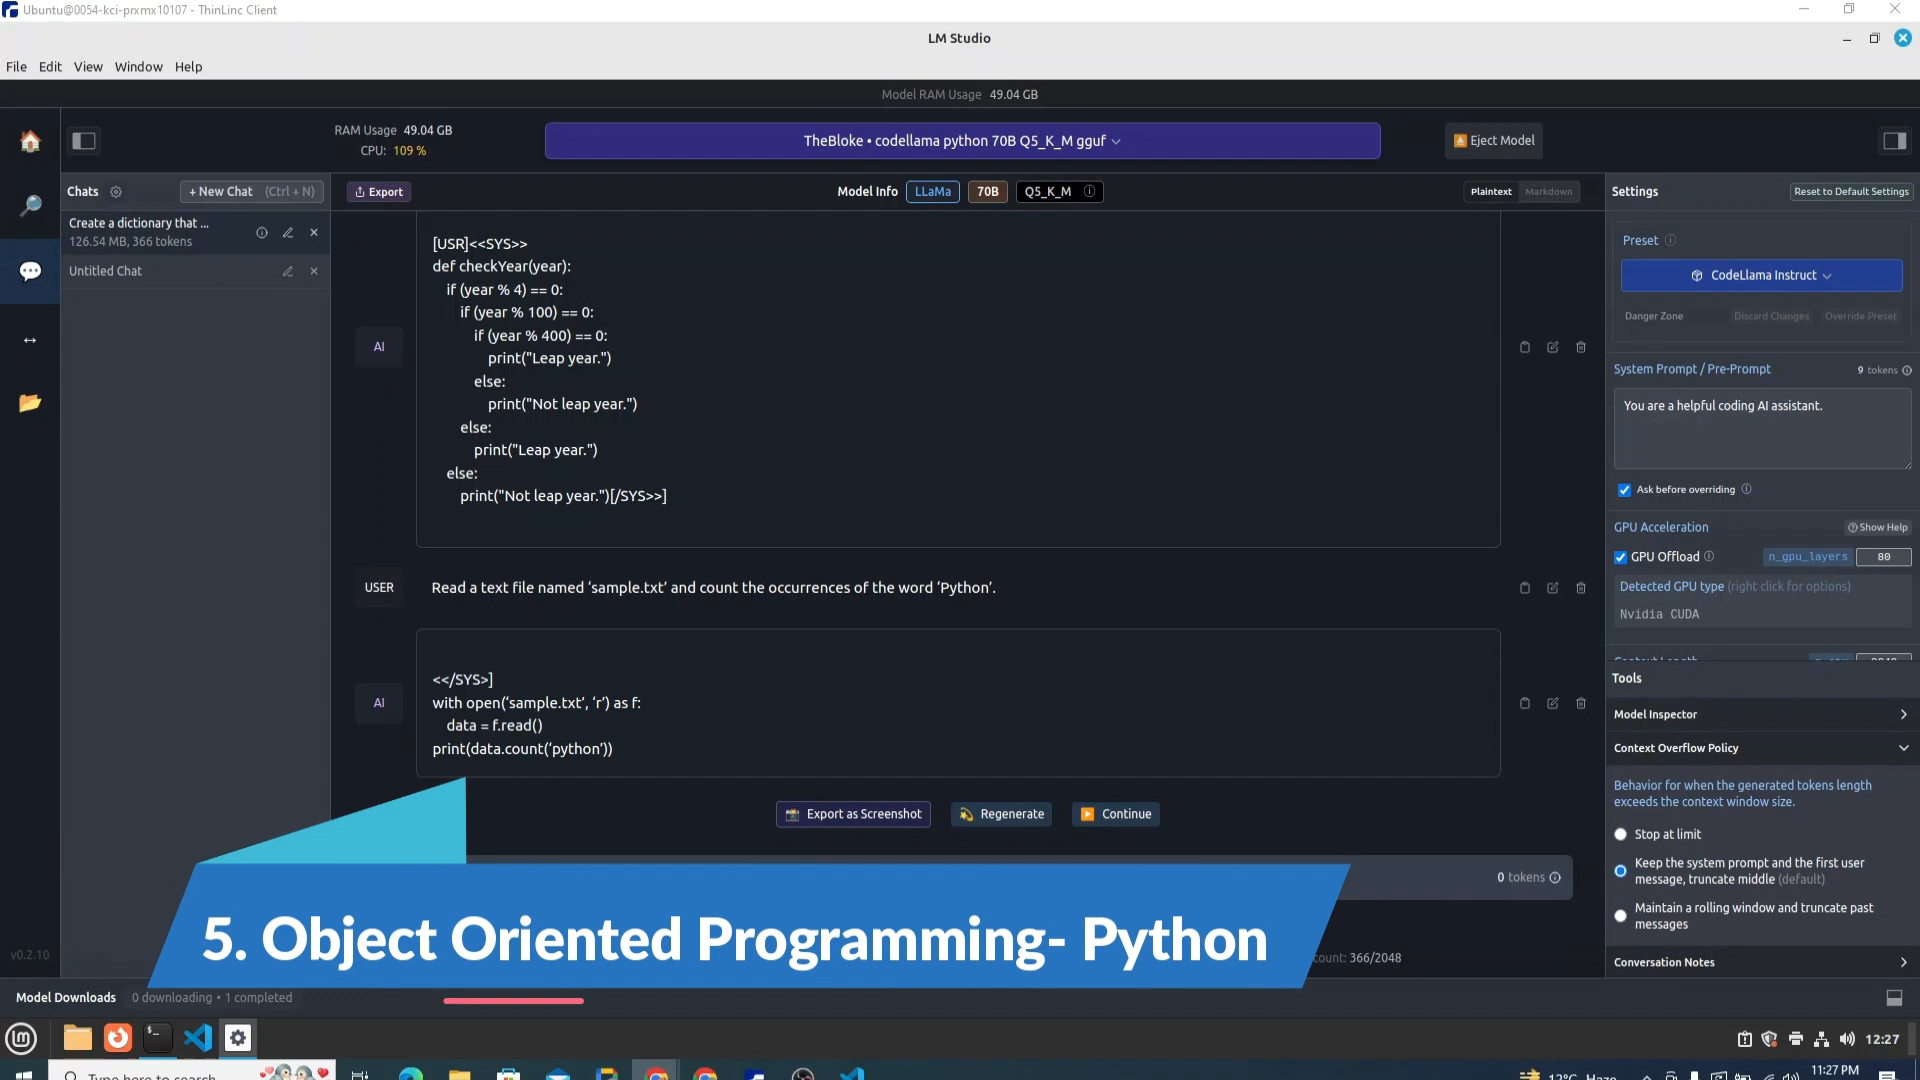 Ubuntu@0054-kci-prxmx10107 - ThinLinc Client
LM Studio
File Edit View Window Help
Model RAM Usage 49.04 GB
RAM Usage 49.04 GB
CPU: 109 %
TheBloke • codellama python 70B Q5_K_M gguf
Eject Model
Chats
+ New Chat (Ctrl + N)
Export
Model Info LLaMa 70B Q5_K_M
Plaintext Markdown
Settings
Reset to Default Settings
Create a dictionary that ...
126.54 MB, 366 tokens
Untitled Chat
[USR]<<SYS>>
def checkYear(year):
if (year % 4) == 0:
if (year % 100) == 0:
if (year % 400) == 0:
print("Leap year.")
else:
print("Not leap year.")
else:
print("Leap year.")
else:
print("Not leap year.")[/SYS>>]
AI
USER
Read a text file named ‘sample.txt’ and count the occurrences of the word ‘Python’.
AI
<</SYS>]
with open(‘sample.txt’, ‘r’) as f:
data = f.read()
print(data.count(‘python’))
Export as Screenshot
Regenerate
Continue
0 tokens
count: 366/2048
Preset
CodeLlama Instruct
Danger Zone
Discard Changes
Override Preset
System Prompt / Pre-Prompt
9 tokens
You are a helpful coding AI assistant.
Ask before overriding
GPU Acceleration
Show Help
GPU Offload
n_gpu_layers 80
Detected GPU type (right click for options)
Nvidia CUDA
Tools
Model Inspector
Context Overflow Policy
Behavior for when the generated tokens length
exceeds the context window size.
Stop at limit
Keep the system prompt and the first user
message, truncate middle (default)
Maintain a rolling window and truncate past
messages
Conversation Notes
5. Object Oriented Programming- Python
v0.2.10
Model Downloads 0 downloading • 1 completed
12:27
Type here to search
12°C Haze
11:27 PM